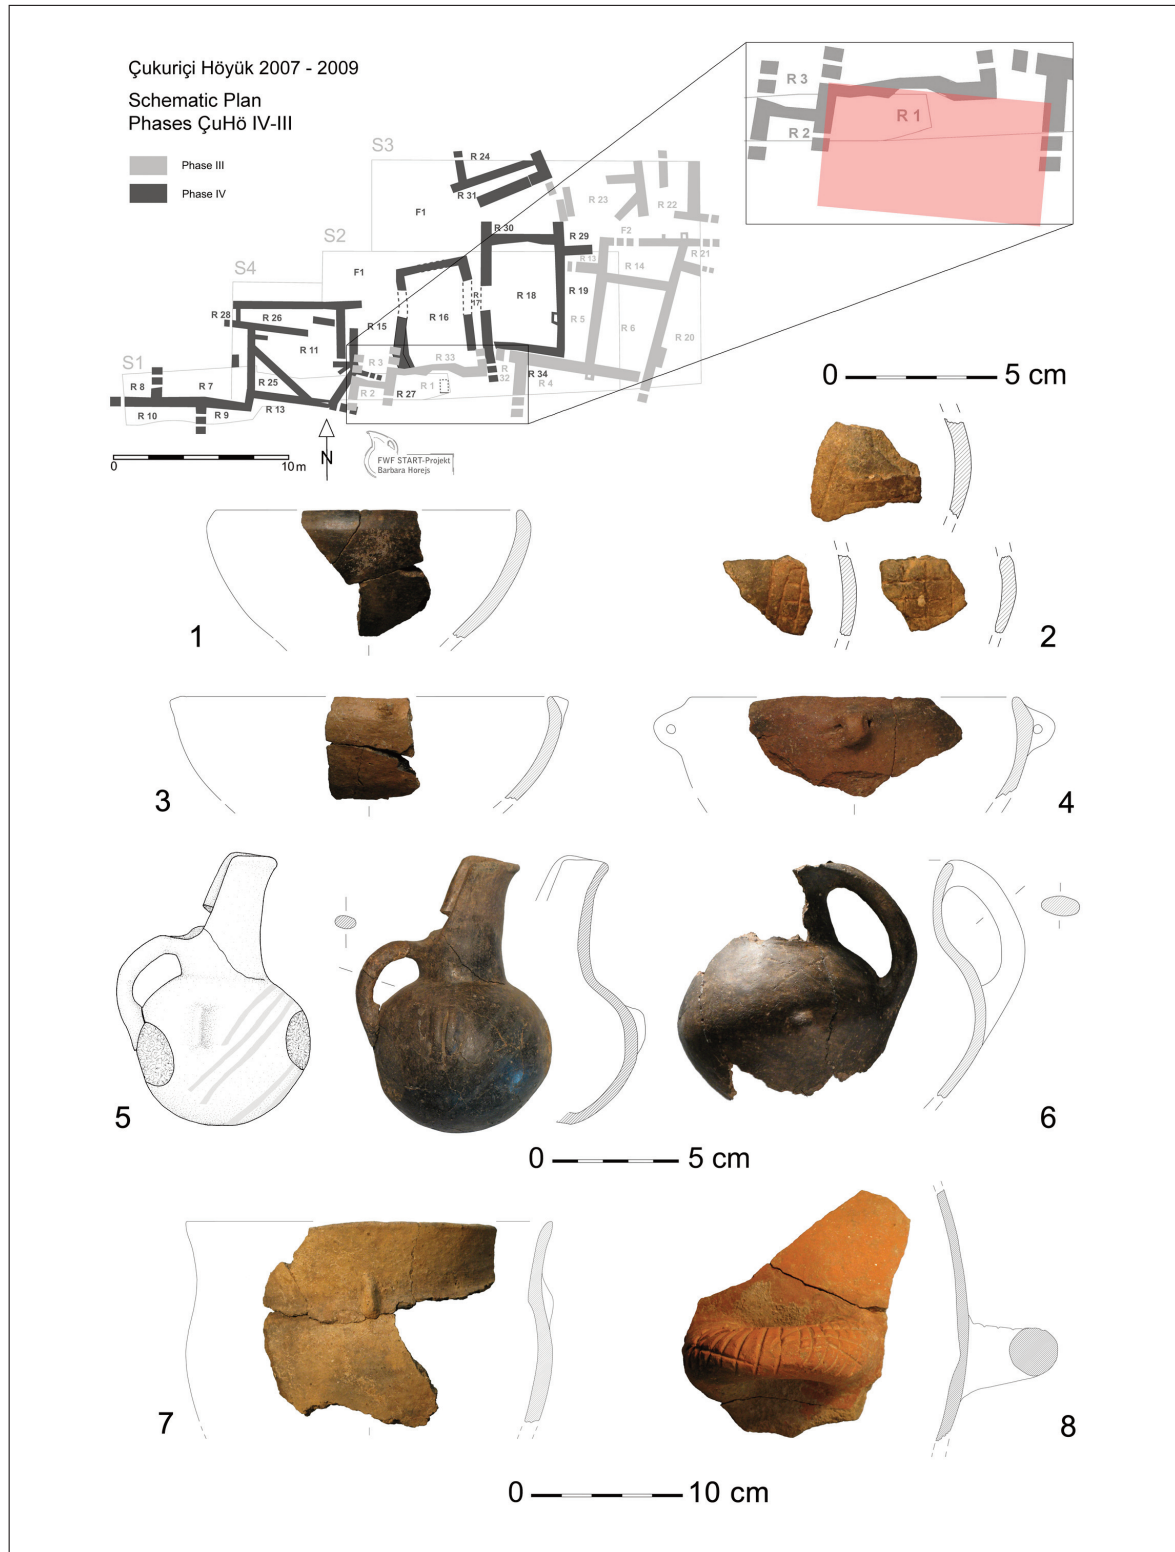 Çukuriçi Höyük 2007 - 2009
Schematic Plan
Phases ÇuHö IV-III
Phase III
Phase IV
S3
R 24
R 31
F1
R 23
R 22
S2
R 30
R 29
F2
R 21
R 13
R 14
F1
S4
R 17
R 18
R 19
R 28
R 26
R 15
R 16
R 5
R 6
R 20
R 11
S1
R 3
R 33
R 8
R 7
R 25
R 32
R 34
R 4
R 2
R 27
R 1
R 10
R 9
R 13
0 10 m
N
FWF START-Projekt
Barbara Horejs
R 3
R 1
R 2
0 5 cm
1
2
3
4
5
6
0 5 cm
7
8
0 10 cm